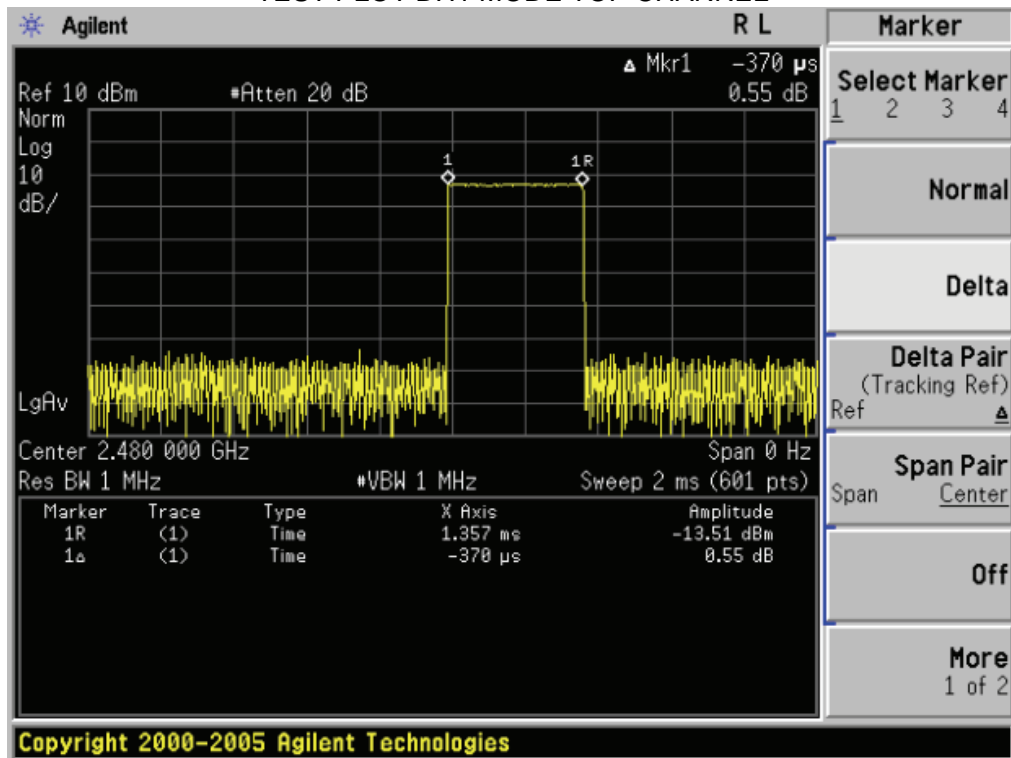 Agilent R L Marker
▵ Mkr1 -370 µs
Ref 10 dBm #Atten 20 dB 0.55 dB
Norm
Log
10
dB/
1 1R
LgAv
Center 2.480 000 GHz Span 0 Hz
Res BW 1 MHz #VBW 1 MHz Sweep 2 ms (601 pts)
Marker Trace Type X Axis Amplitude
1R (1) Time 1.357 ms -13.51 dBm
1▵ (1) Time -370 µs 0.55 dB
Select Marker
1 2 3 4
Normal
Delta
Delta Pair
(Tracking Ref)
Ref ▵
Span Pair
Span Center
Off
More
1 of 2
Copyright 2000-2005 Agilent Technologies